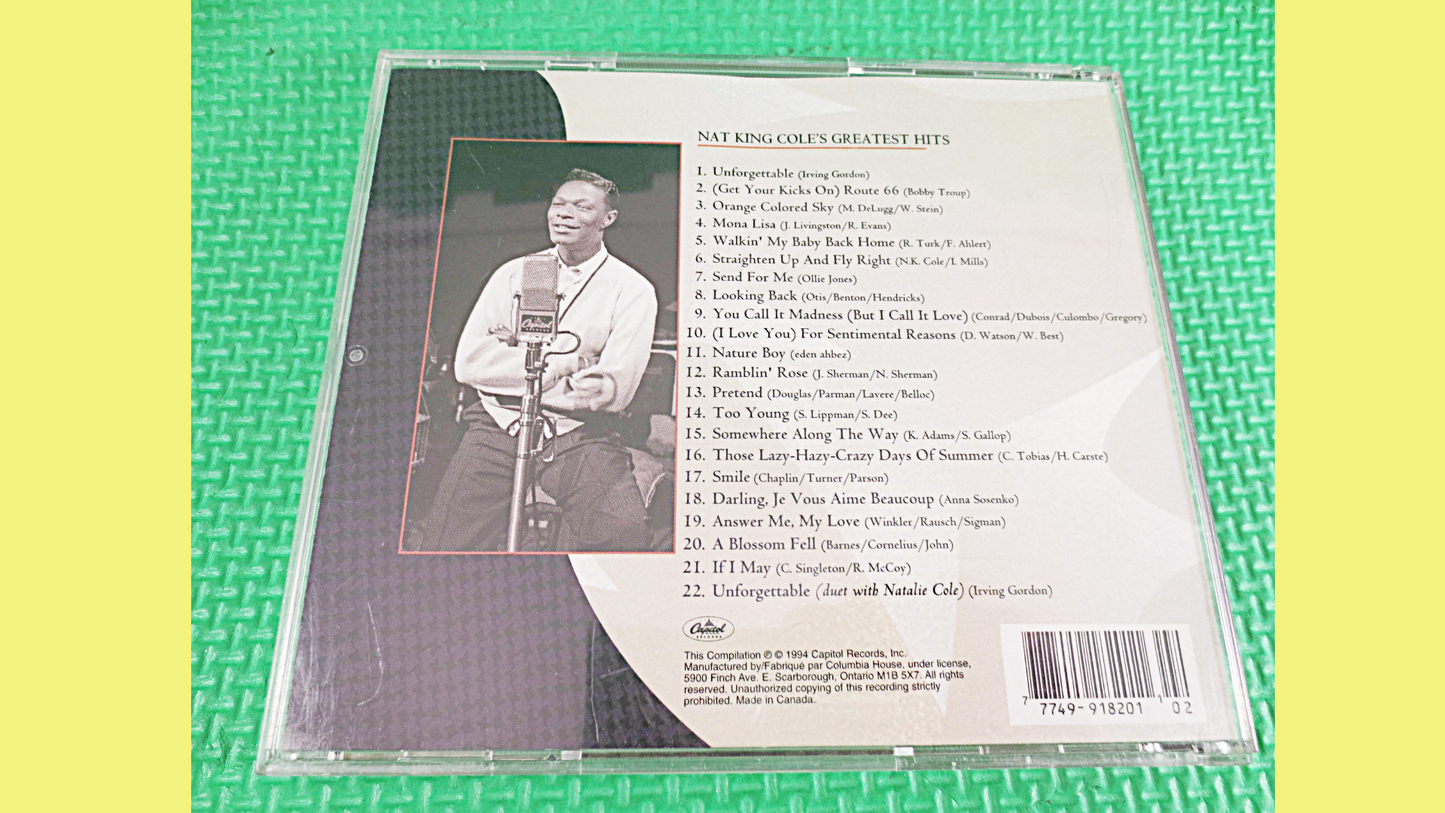 NAT KING COLE'S GREATEST HITS
1. Unforgettable (Irving Gordon)
2. (Get Your Kicks On) Route 66 (Bobby Troup)
3. Orange Colored Sky (M. DeLugg/W. Stein)
4. Mona Lisa (J. Livingston/R. Evans)
5. Walkin' My Baby Back Home (R. Turk/F. Ahlert)
6. Straighten Up And Fly Right (N.K. Cole/I. Mills)
7. Send For Me (Ollie Jones)
8. Looking Back (Otis/Benton/Hendricks)
9. You Call It Madness (But I Call It Love) (Conrad/Dubois/Culombo/Gregory)
10. (I Love You) For Sentimental Reasons (D. Watson/W. Best)
11. Nature Boy (eden ahbez)
12. Ramblin' Rose (J. Sherman/N. Sherman)
13. Pretend (Douglas/Parman/Lavere/Belloc)
14. Too Young (S. Lippman/S. Dee)
15. Somewhere Along The Way (K. Adams/S. Gallop)
16. Those Lazy-Hazy-Crazy Days Of Summer (C. Tobias/H. Carste)
17. Smile (Chaplin/Turner/Parson)
18. Darling, Je Vous Aime Beaucoup (Anna Sosenko)
19. Answer Me, My Love (Winkler/Rausch/Sigman)
20. A Blossom Fell (Barnes/Cornelius/John)
21. If I May (C. Singleton/R. McCoy)
22. Unforgettable (duet with Natalie Cole) (Irving Gordon)
Capitol
RECORDS
Capitol
RECORDS
This Compilation ℗ © 1994 Capitol Records, Inc.
Manufactured by/Fabriqué par Columbia House, under license,
5900 Finch Ave. E. Scarborough, Ontario M1B 5X7. All rights
reserved. Unauthorized copying of this recording strictly
prohibited. Made in Canada.
7 7749-918201 1 02